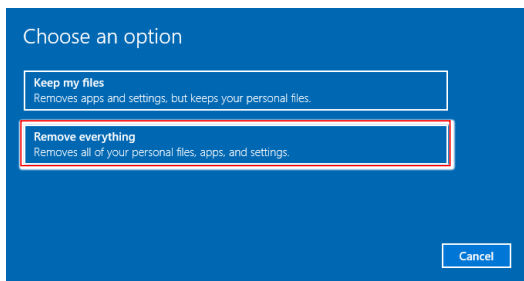 Choose an option
Keep my files
Removes apps and settings, but keeps your personal files.
Remove everything
Removes all of your personal files, apps, and settings.
Cancel